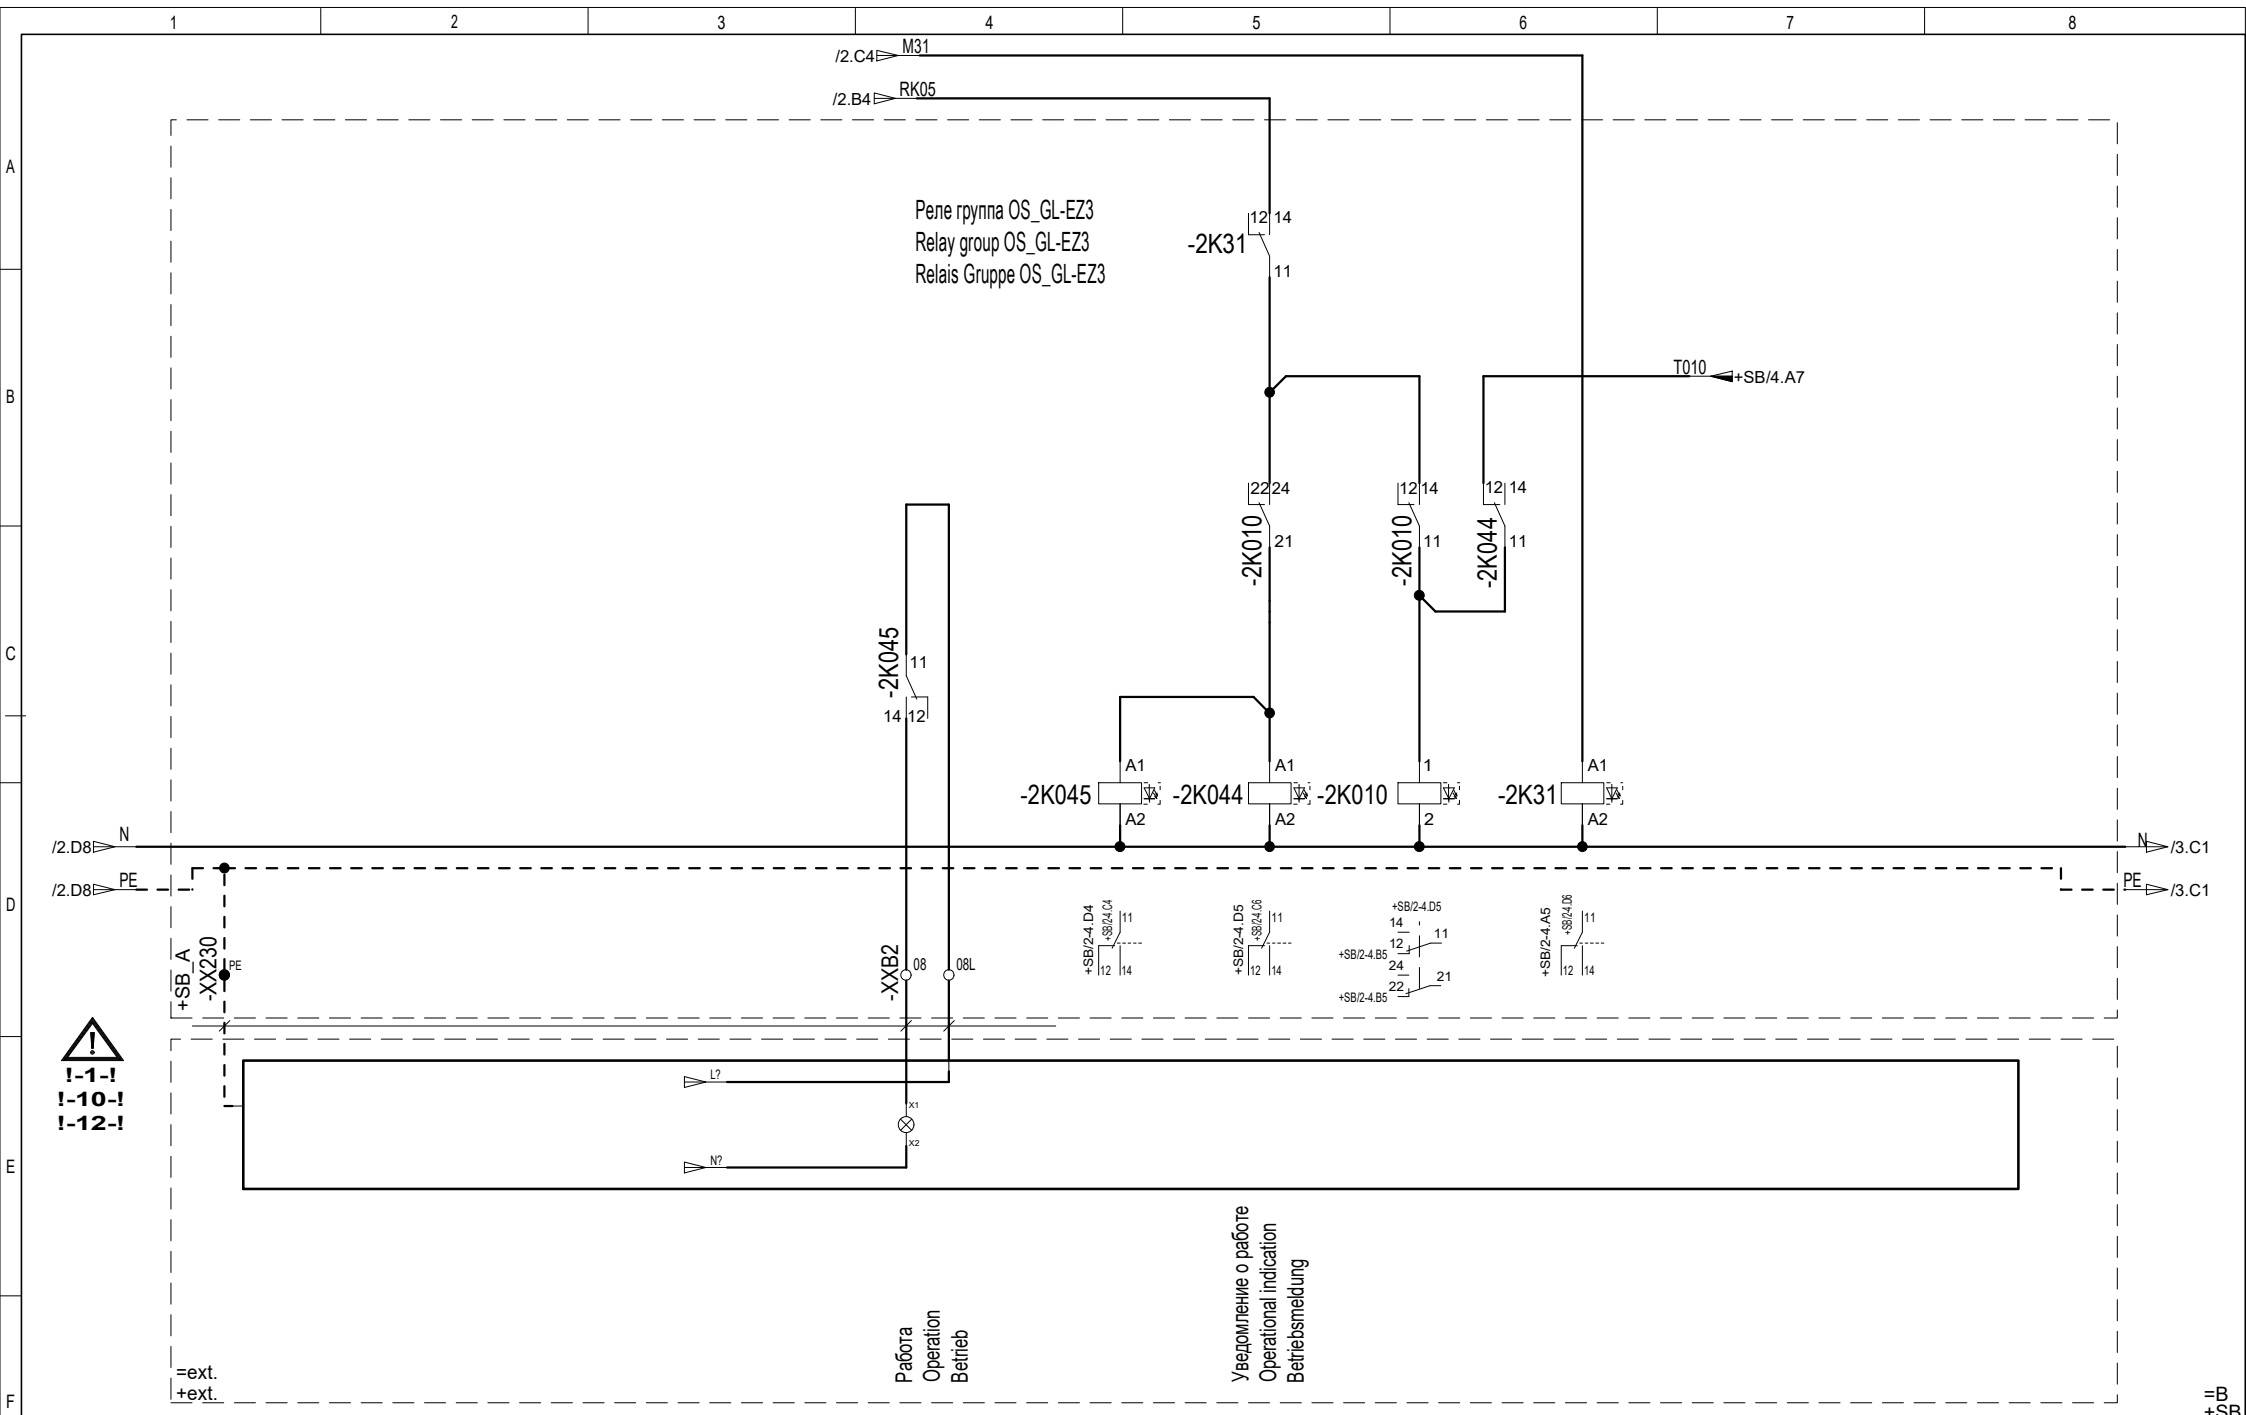 1 2 3 4 5 6 7 8
/2.C4 M31
/2.B4 RK05
A
Реле группа OS_GL-EZ3
Relay group OS_GL-EZ3
Relais Gruppe OS_GL-EZ3
12 14
-2K31
11
B
T010 +SB/4.A7
22 24
-2K010
21
12 14
-2K010
11
12 14
-2K044
11
C
-2K045
11
14 12
A1
-2K045
A2
A1
-2K044
A2
1
-2K010
2
A1
-2K31
A2
/2.D8 N
N /3.C1
/2.D8 PE
PE /3.C1
D
+SB_A
-XX230
PE
-XXB2
08
08L
+SB/2-4.D4
+SB/2-4.C4
11
12 14
+SB/2-4.D5
+SB/2-4.C6
11
12 14
+SB/2-4.D5
14
12 11
+SB/2-4.B5
24
22 21
+SB/2-4.B5
+SB/2-4.A5
+SB/2-4.D6
11
12 14
!
!-1-!
!-10-!
!-12-!
L?
X1
X2
N?
E
Работа
Operation
Betrieb
Уведомление о работе
Operational indication
Betriebsmeldung
=ext.
+ext.
F
=B
+SB